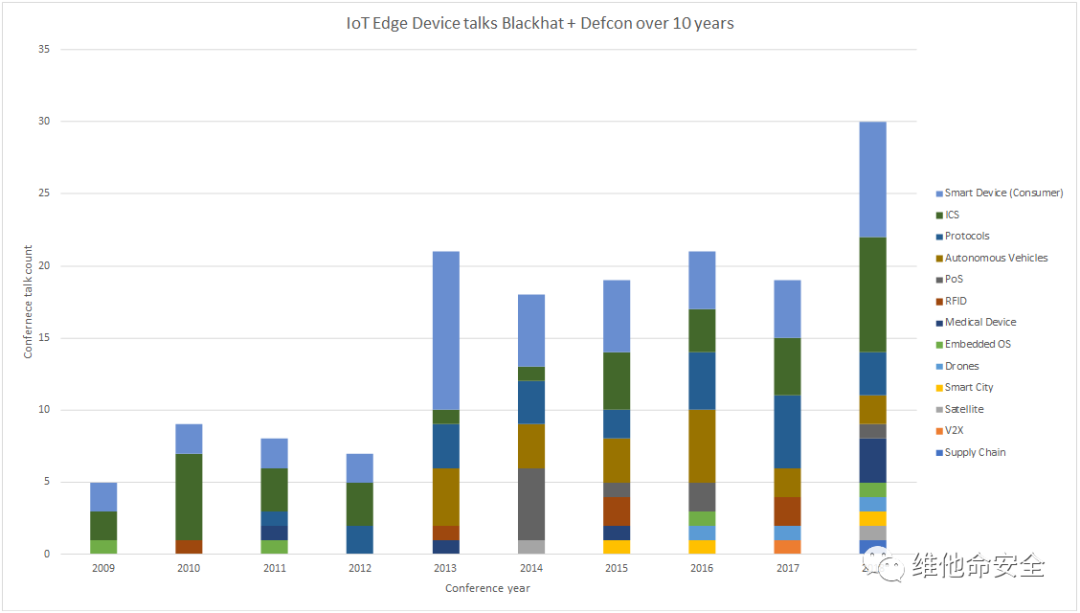 IoT Edge Device talks Blackhat + Defcon over 10 years
35
30
25
20
15
10
5
0
Confernece talk count
2009
2010
2011
2012
2013
2014
2015
2016
2017
Conference year
Smart Device (Consumer)
ICS
Protocols
Autonomous Vehicles
PoS
RFID
Medical Device
Embedded OS
Drones
Smart City
Satellite
V2X
Supply Chain
维他命安全